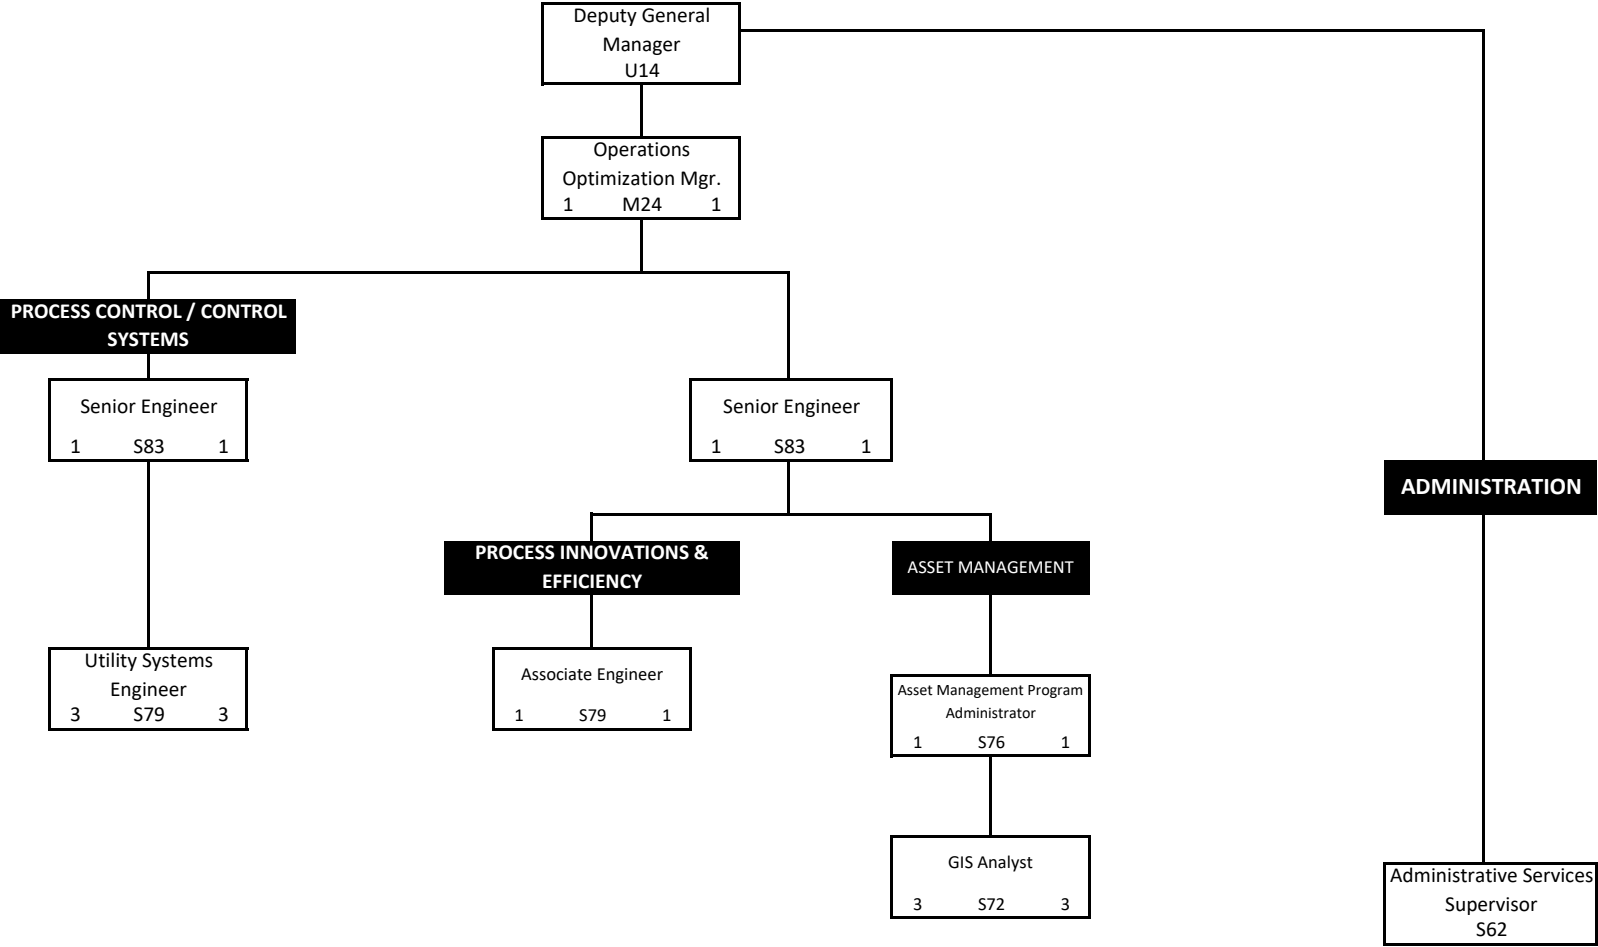 Deputy General
Manager
U14
Operations
Optimization Mgr.
1 M24 1
PROCESS CONTROL / CONTROL
SYSTEMS
Senior Engineer
1 S83 1
Senior Engineer
1 S83 1
ADMINISTRATION
PROCESS INNOVATIONS &
EFFICIENCY
ASSET MANAGEMENT
Utility Systems
Engineer
3 S79 3
Associate Engineer
1 S79 1
Asset Management Program
Administrator
1 S76 1
GIS Analyst
3 S72 3
Administrative Services
Supervisor
S62